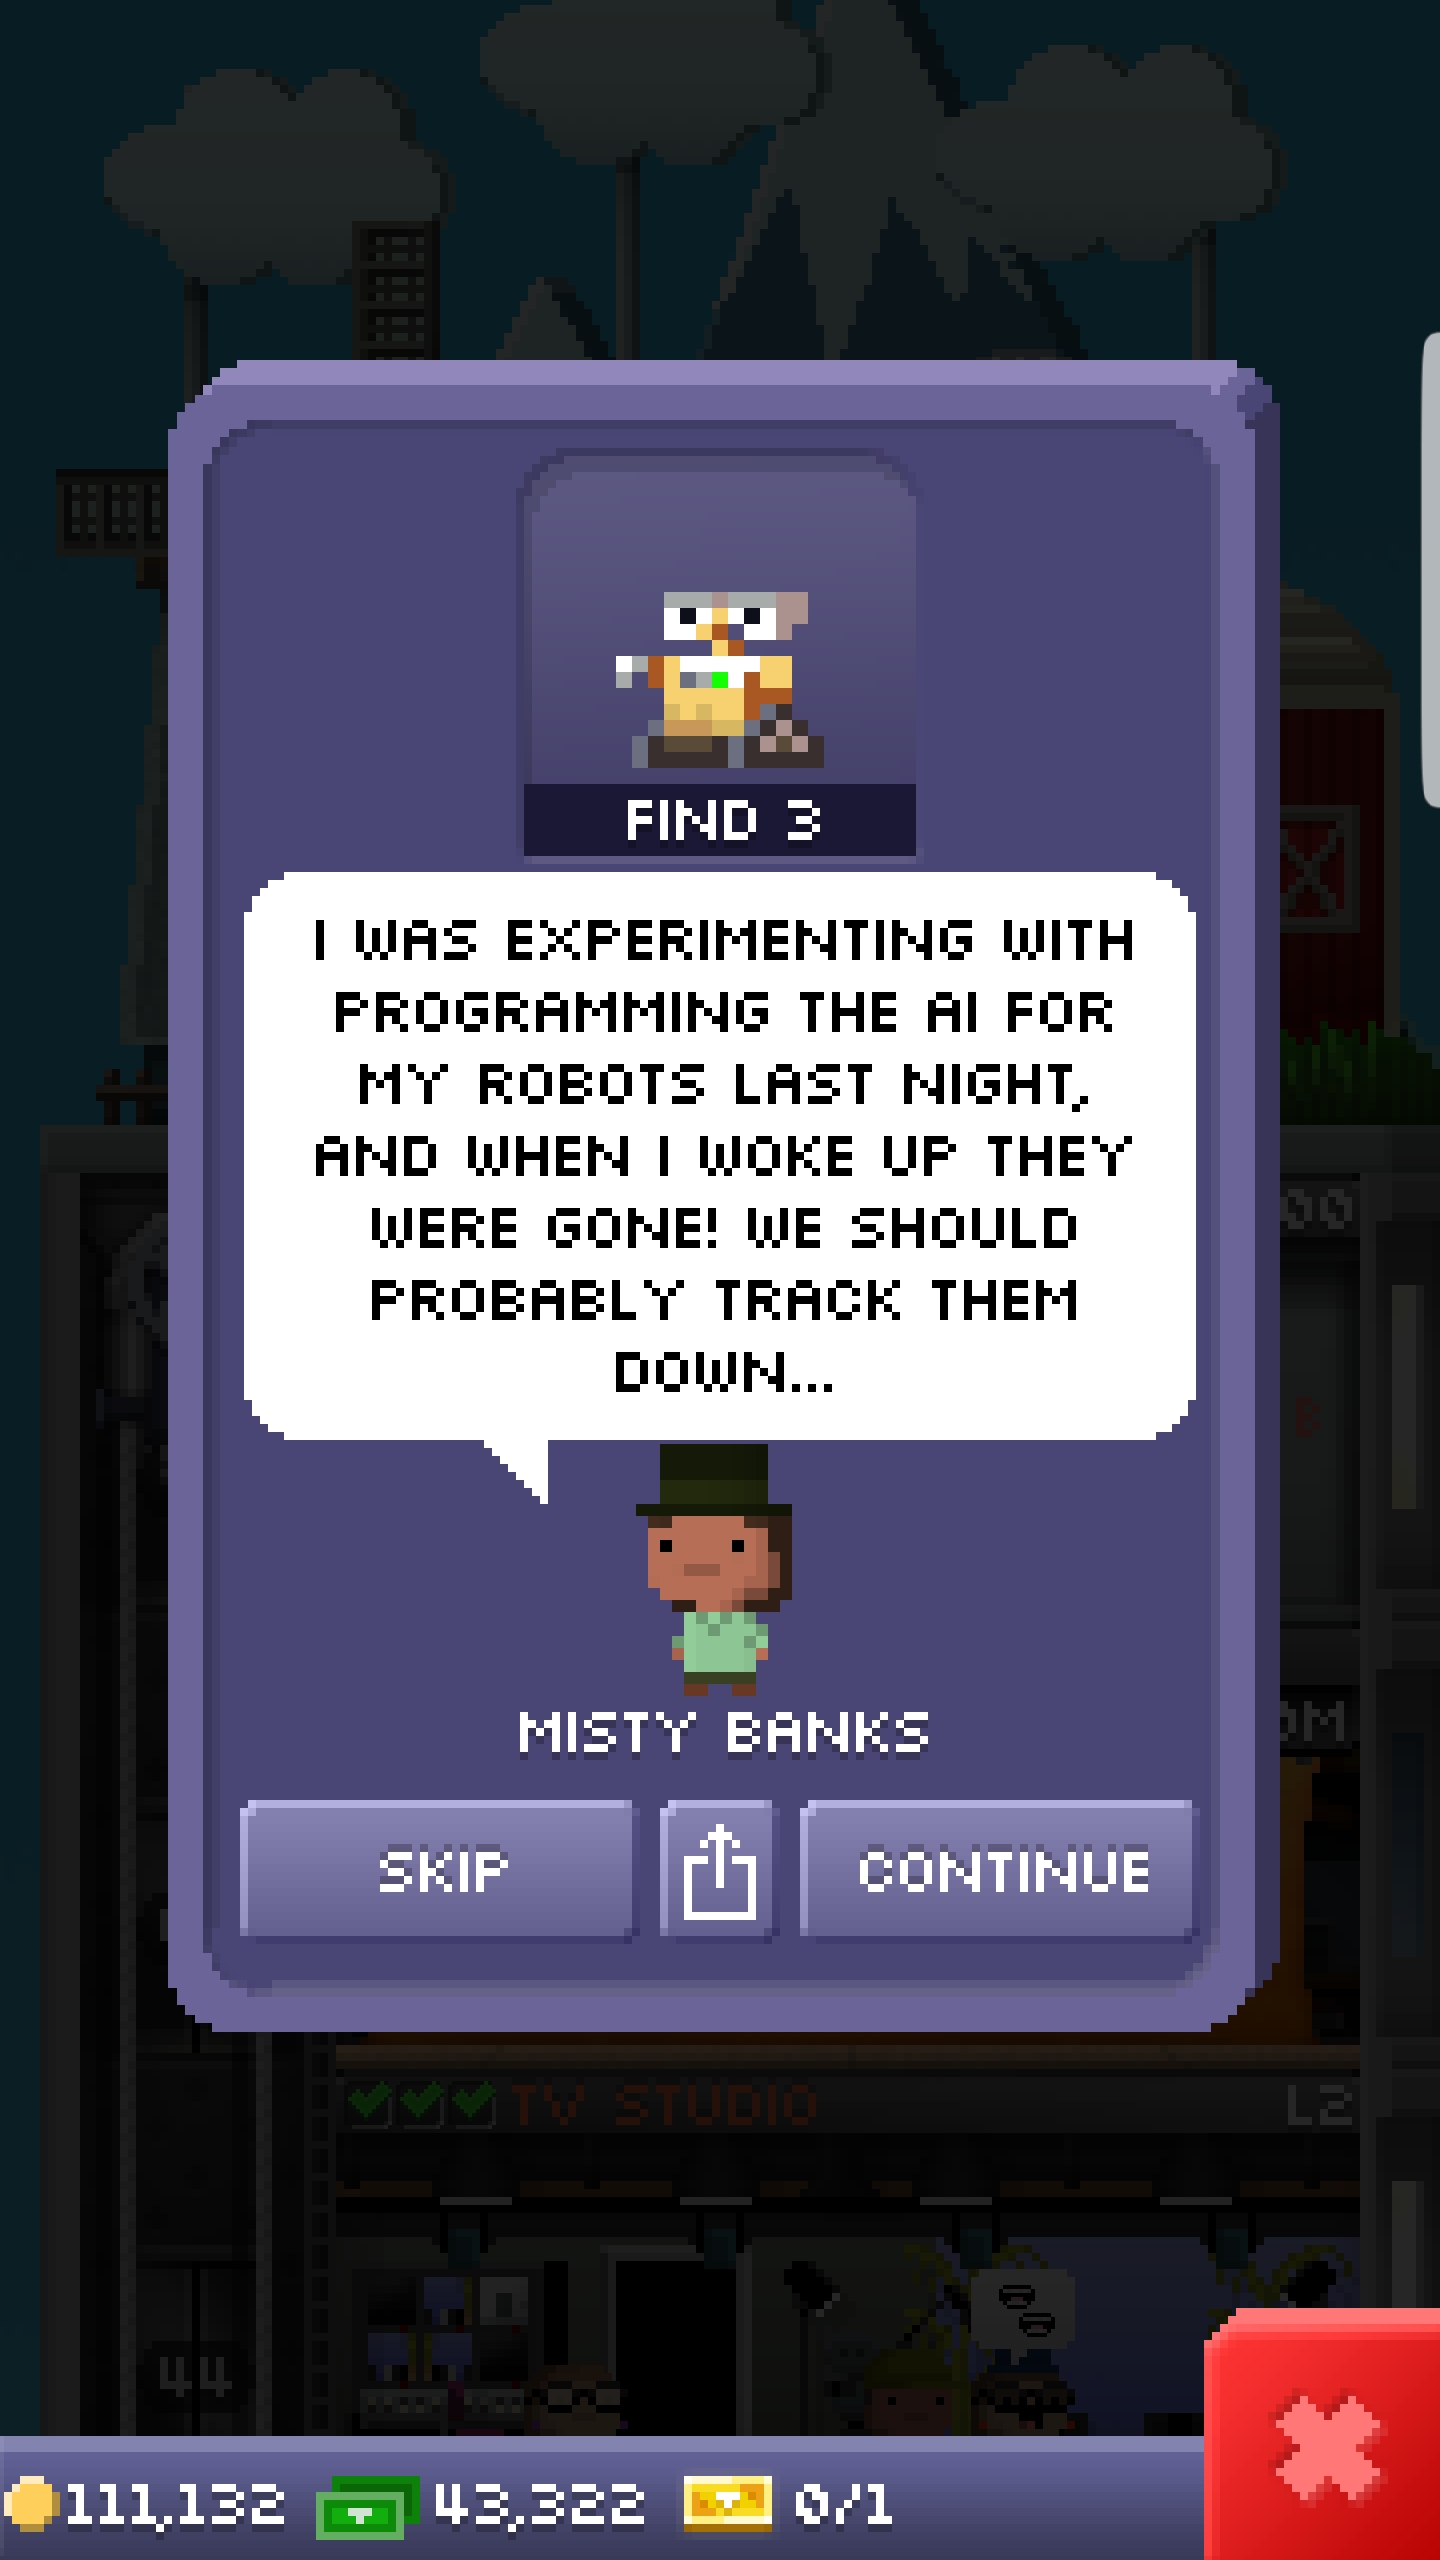 FIND 3
I WAS EXPERIMENTING WITH
PROGRAMMING THE AI FOR
MY ROBOTS LAST NIGHT,
AND WHEN I WOKE UP THEY
WERE GONE! WE SHOULD
PROBABLY TRACK THEM
DOWN...
MISTY BANKS
SKIP
CONTINUE
TV STUDIO L2
44
111,132 43,322 0/1